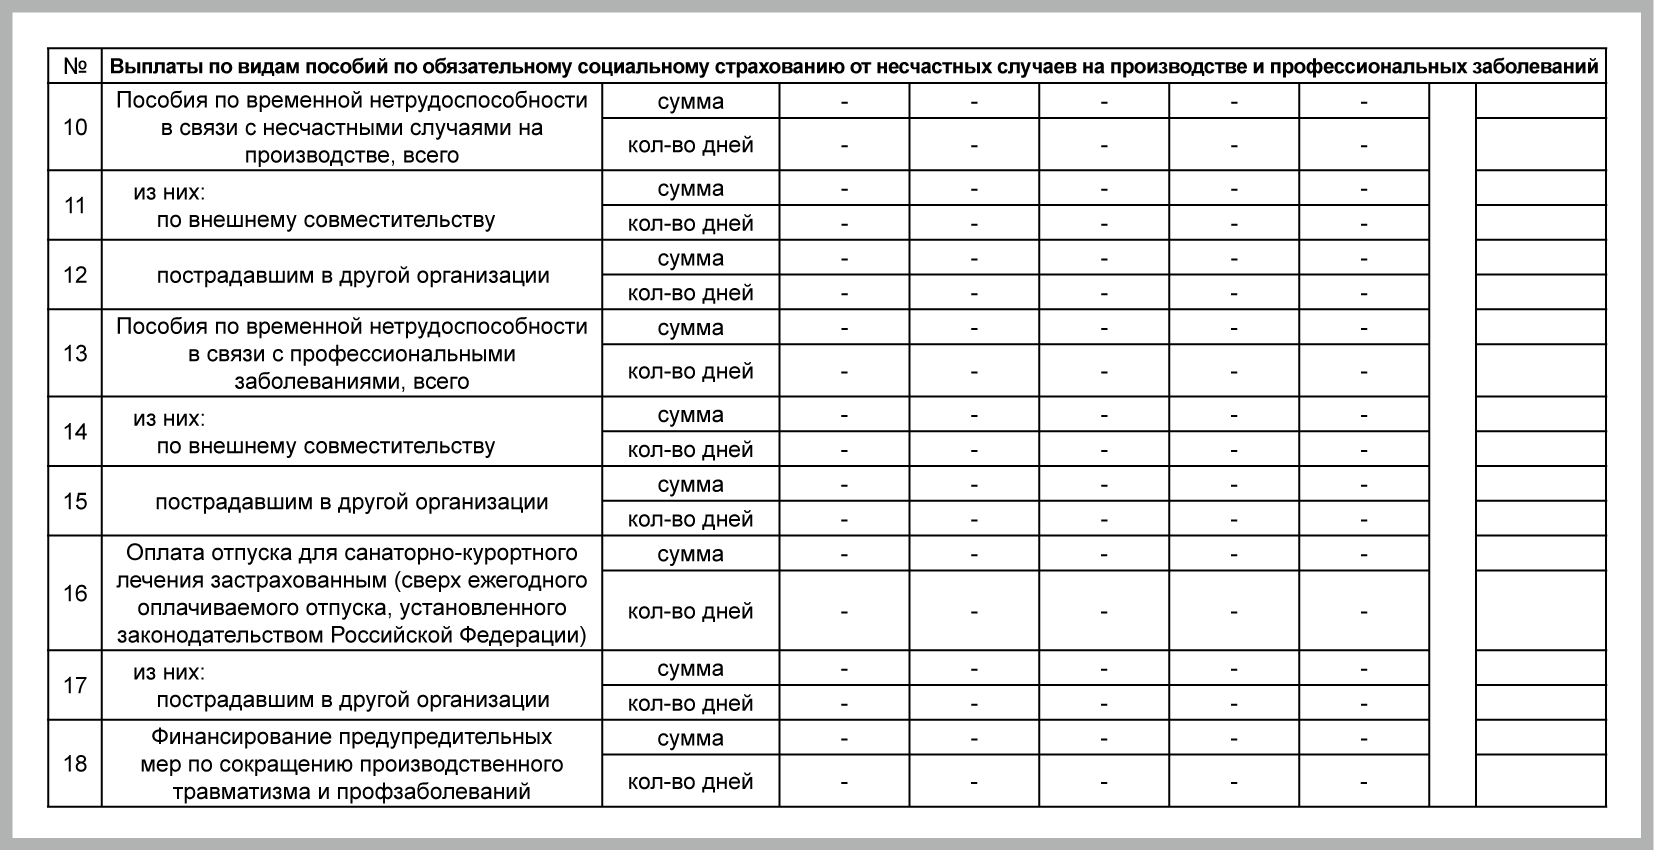 № Выплаты по видам пособий по обязательному социальному страхованию от несчастных случаев на производстве и профессиональных заболеваний
10
Пособия по временной нетрудоспособности
в связи с несчастными случаями на
производстве, всего
сумма - - - - -
кол-во дней - - - - -
11
из них:
по внешнему совместительству
сумма - - - - -
кол-во дней - - - - -
12
пострадавшим в другой организации
сумма - - - - -
кол-во дней - - - - -
13
Пособия по временной нетрудоспособности
в связи с профессиональными
заболеваниями, всего
сумма - - - - -
кол-во дней - - - - -
14
из них:
по внешнему совместительству
сумма - - - - -
кол-во дней - - - - -
15
пострадавшим в другой организации
сумма - - - - -
кол-во дней - - - - -
16
Оплата отпуска для санаторно-курортного
лечения застрахованным (сверх ежегодного
оплачиваемого отпуска, установленного
законодательством Российской Федерации)
сумма - - - - -
кол-во дней - - - - -
17
из них:
пострадавшим в другой организации
сумма - - - - -
кол-во дней - - - - -
18
Финансирование предупредительных
мер по сокращению производственного
травматизма и профзаболеваний
сумма - - - - -
кол-во дней - - - - -